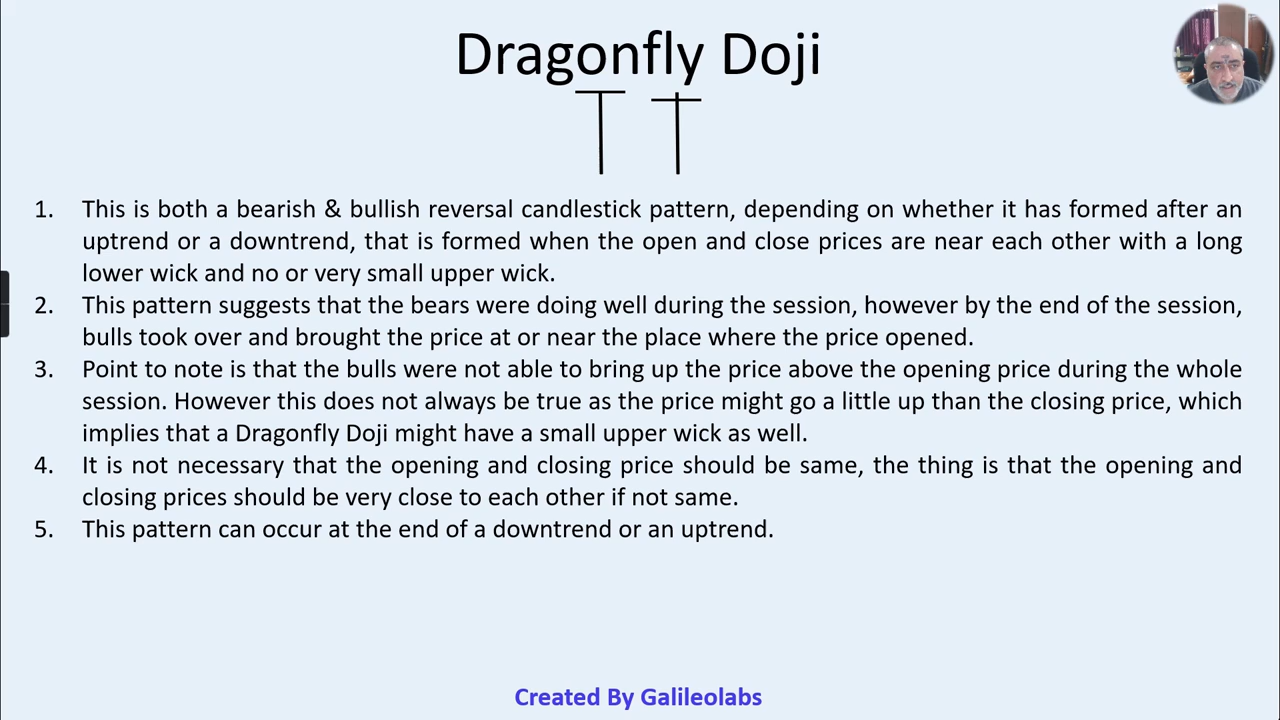 Dragonfly Doji
1. This is both a bearish & bullish reversal candlestick pattern, depending on whether it has formed after an
uptrend or a downtrend, that is formed when the open and close prices are near each other with a long
lower wick and no or very small upper wick.
2. This pattern suggests that the bears were doing well during the session, however by the end of the session,
bulls took over and brought the price at or near the place where the price opened.
3. Point to note is that the bulls were not able to bring up the price above the opening price during the whole
session. However this does not always be true as the price might go a little up than the closing price, which
implies that a Dragonfly Doji might have a small upper wick as well.
4. It is not necessary that the opening and closing price should be same, the thing is that the opening and
closing prices should be very close to each other if not same.
5. This pattern can occur at the end of a downtrend or an uptrend.
Created By Galileolabs